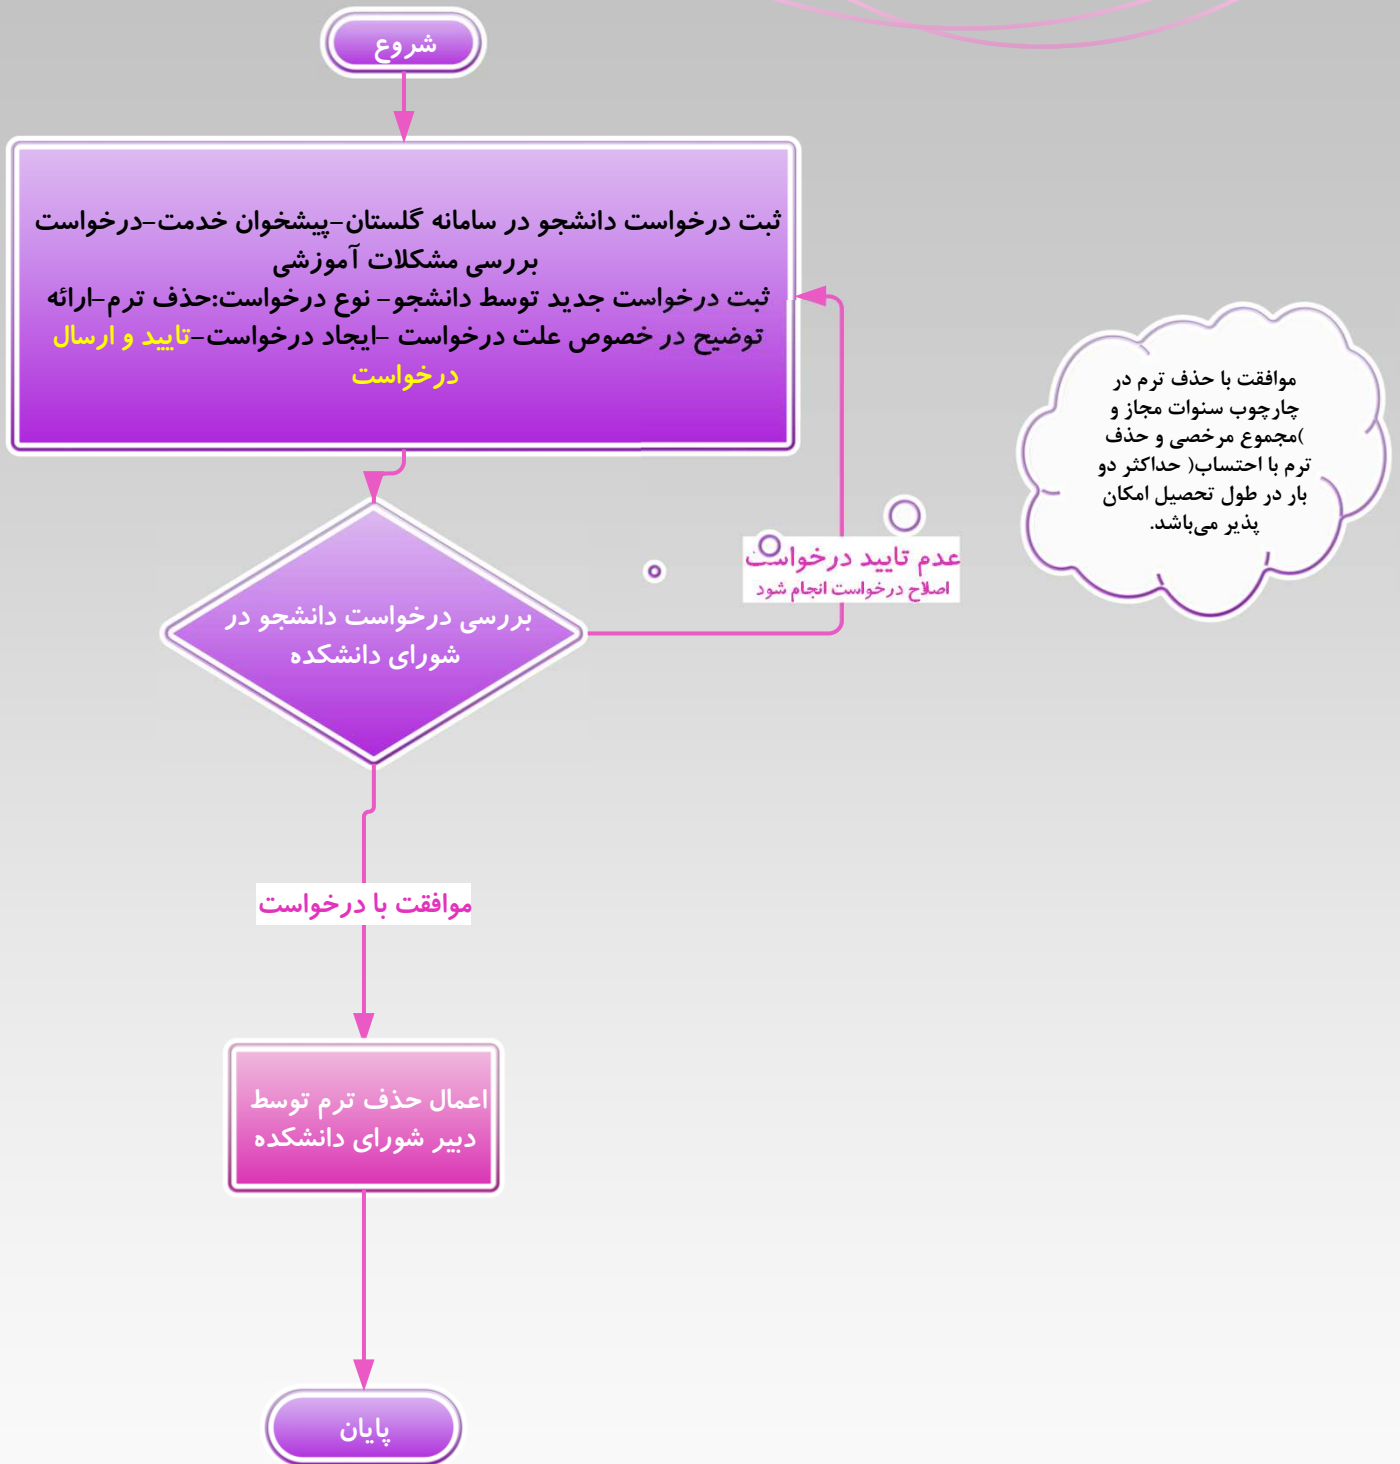 شروع
ثبت درخواست دانشجو در سامانه گلستان-پیشخوان خدمت-درخواست
بررسی مشکلات آموزشی
ثبت درخواست جدید توسط دانشجو- نوع درخواست:حذف ترم-ارائه
توضیح در خصوص علت درخواست -ایجاد درخواست-تایید و ارسال
درخواست
موافقت با حذف ترم در
چارچوب سنوات مجاز و
)مجموع مرخصی و حذف
ترم با احتساب( حداکثر دو
بار در طول تحصیل امکان
پذیر می‌باشد.
عدم تایید درخواست
اصلاح درخواست انجام شود
بررسی درخواست دانشجو در
شورای دانشکده
موافقت با درخواست
اعمال حذف ترم توسط
دبیر شورای دانشکده
پایان